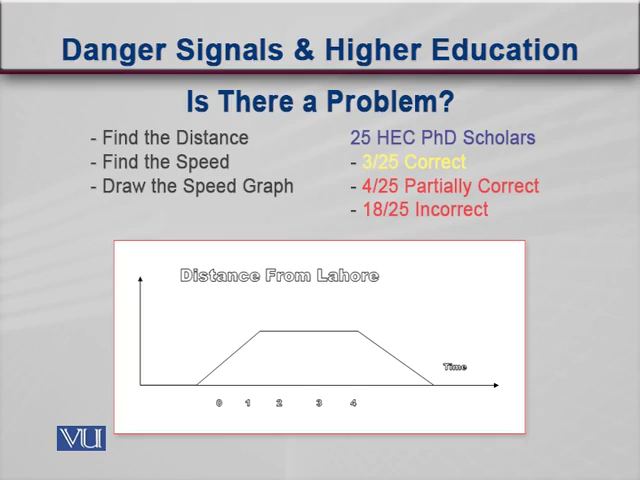 Danger Signals & Higher Education
Is There a Problem?
- Find the Distance
- Find the Speed
- Draw the Speed Graph
25 HEC PhD Scholars
- 3/25 Correct
- 4/25 Partially Correct
- 18/25 Incorrect
Distance From Lahore
Time
0 1 2 3 4
VU